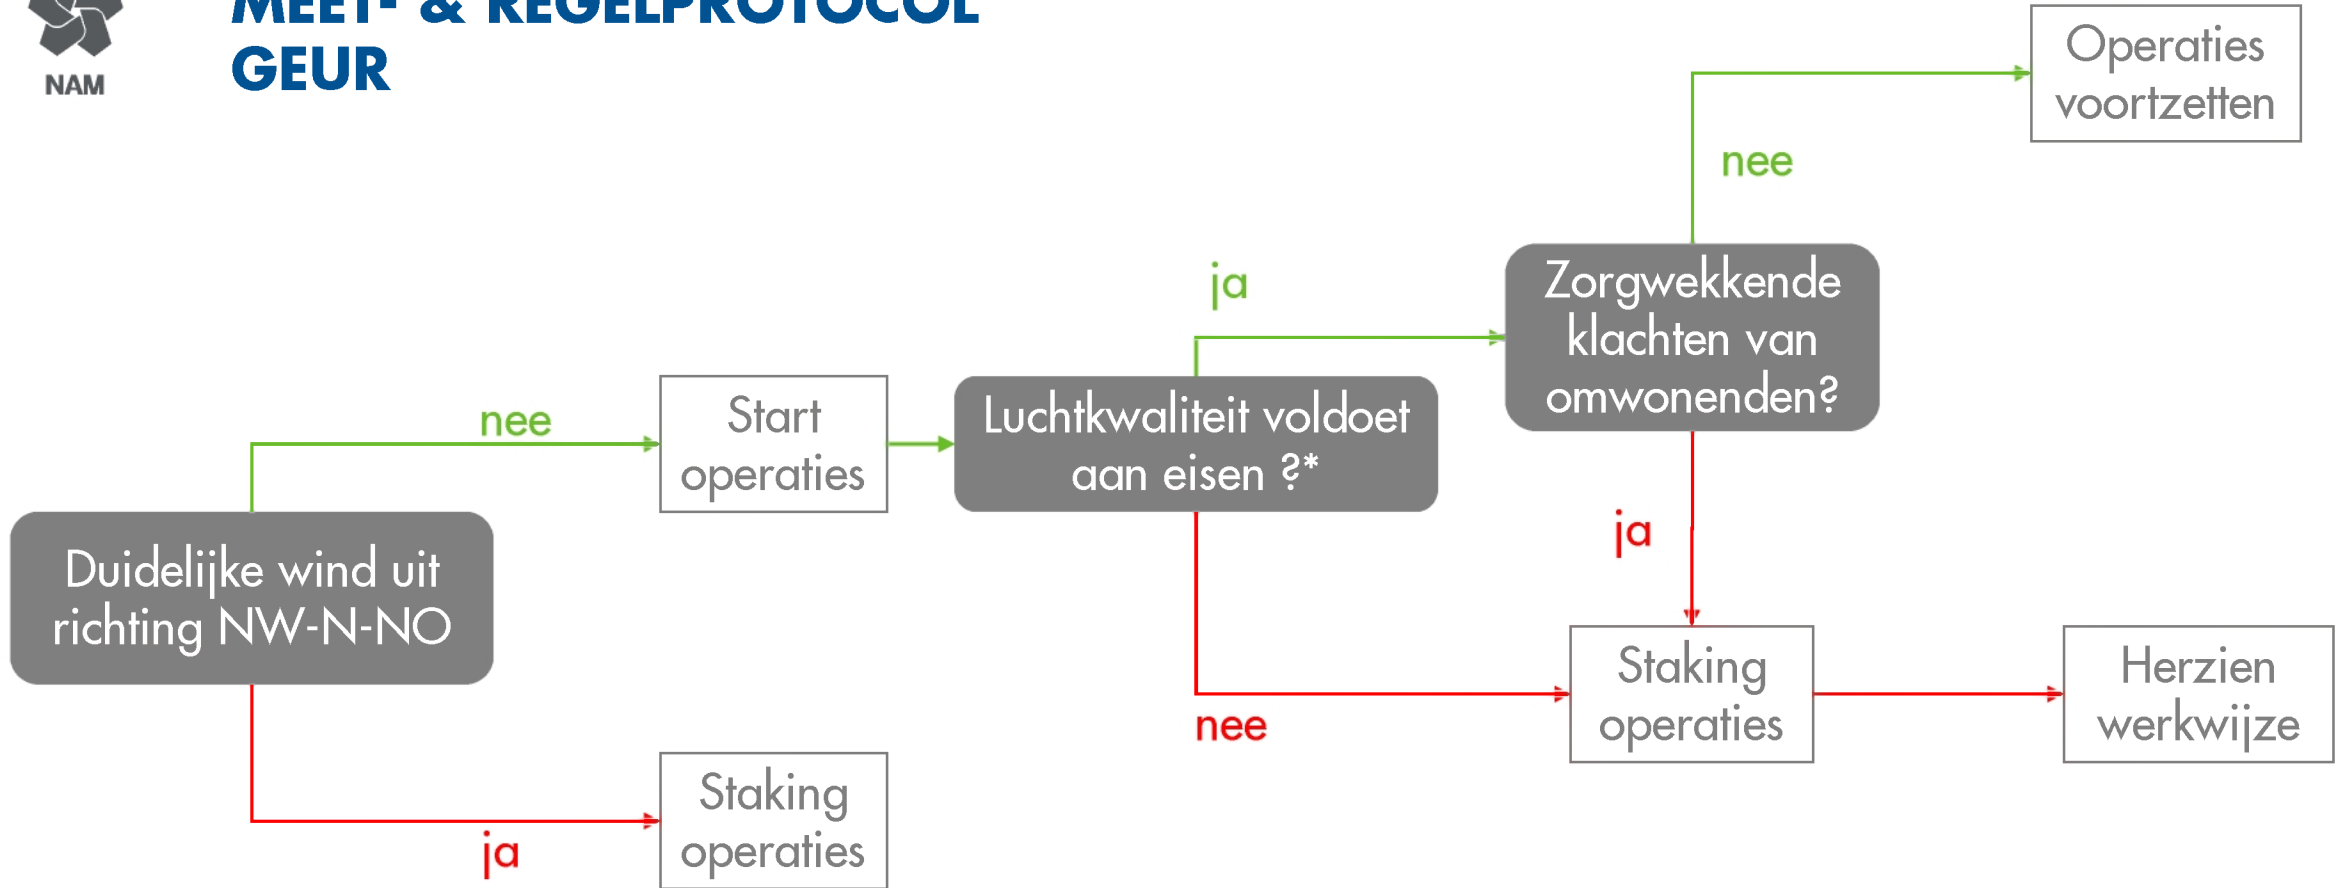 MEET- & REGELPROTOCOL
GEUR
NAM
Operaties
voortzetten
nee
Zorgwekkende
klachten van
omwonenden?
ja
nee
Start
operaties
Luchtkwaliteit voldoet
aan eisen ?*
ja
Duidelijke wind uit
richting NW-N-NO
Staking
operaties
Herzien
werkwijze
nee
Staking
operaties
ja